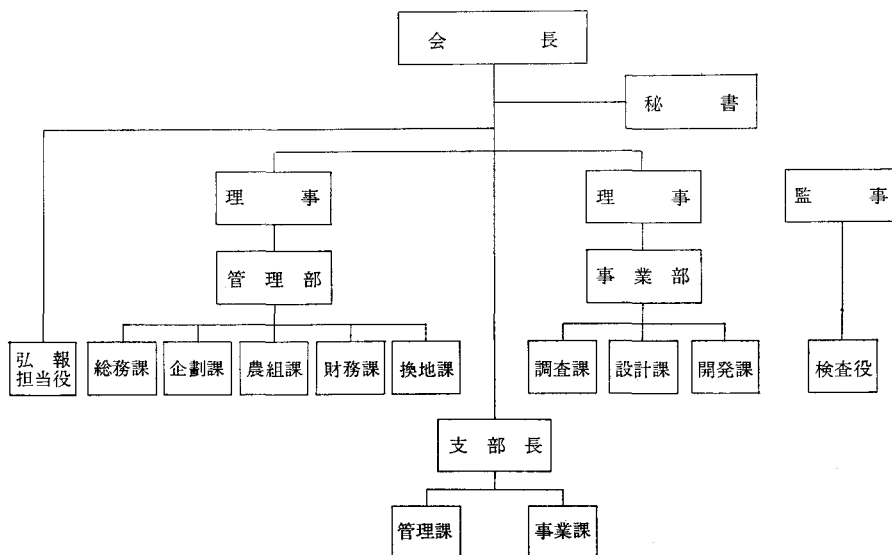 会長
秘書
理事
理事
監事
管理部
事業部
弘報
担当役
総務課
企劃課
農組課
財務課
換地課
調査課
設計課
開発課
検査役
支部長
管理課
事業課